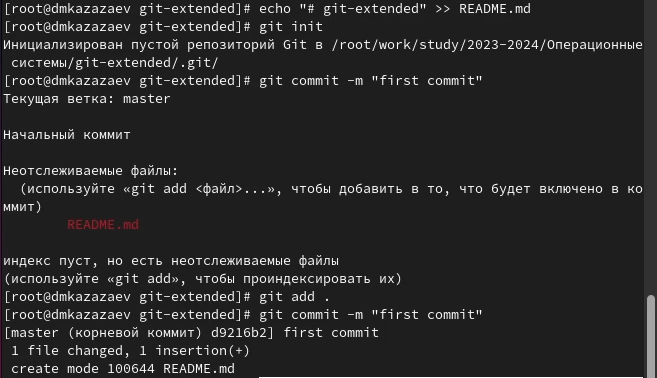 [root@dmkazazaev git-extended]# echo "# git-extended" >> README.md
[root@dmkazazaev git-extended]# git init
Инициализирован пустой репозиторий Git в /root/work/study/2023-2024/Операционные
 системы/git-extended/.git/
[root@dmkazazaev git-extended]# git commit -m "first commit"
Текущая ветка: master
Начальный коммит
Неотслеживаемые файлы:
  (используйте «git add <файл>...», чтобы добавить в то, что будет включено в ко
ммит)
        README.md
индекс пуст, но есть неотслеживаемые файлы
(используйте «git add», чтобы проиндексировать их)
[root@dmkazazaev git-extended]# git add .
[root@dmkazazaev git-extended]# git commit -m "first commit"
[master (корневой коммит) d9216b2] first commit
 1 file changed, 1 insertion(+)
 create mode 100644 README.md